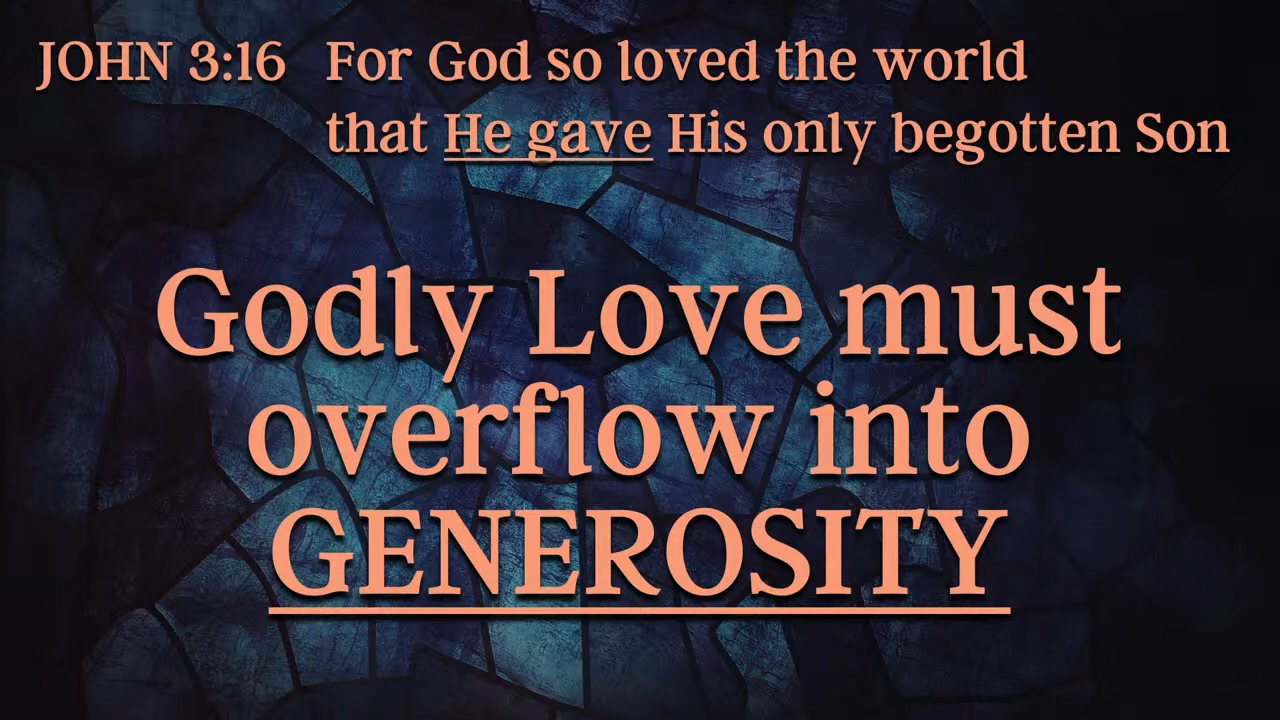 JOHN 3:16 For God so loved the world
that He gave His only begotten Son
Godly Love must
overflow into
GENEROSITY